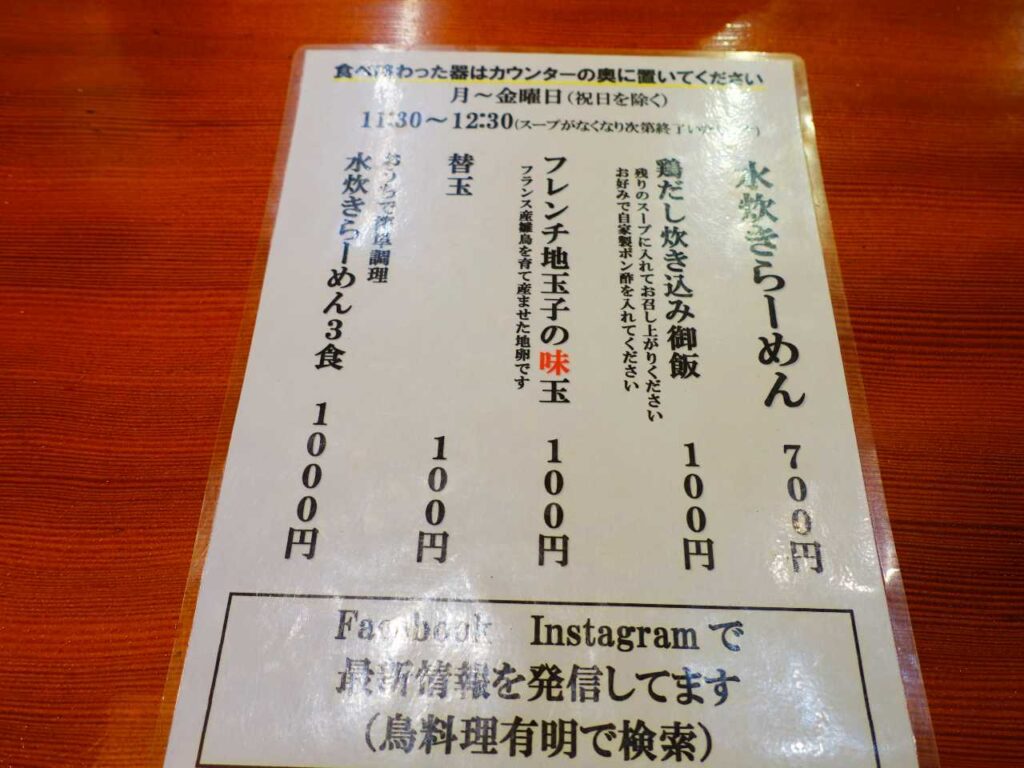 食べ終わった器はカウンターの奥に置いてください
月～金曜日(祝日を除く)
11:30～12:30(スープがなくなり次第終了い
水炊きらーめん 700円
鶏だし炊き込み御飯 100円
残りのスープに入れてお召し上がりください
お好みで自家製ポン酢を入れてください
フレンチ地玉子の味玉 100円
フランス産雛鳥を育て産ませた地卵です
替玉 100円
おうちで簡単調理
水炊きらーめん3食 1000円
Facebook Instagramで
最新情報を発信してます
(鳥料理有明で検索)